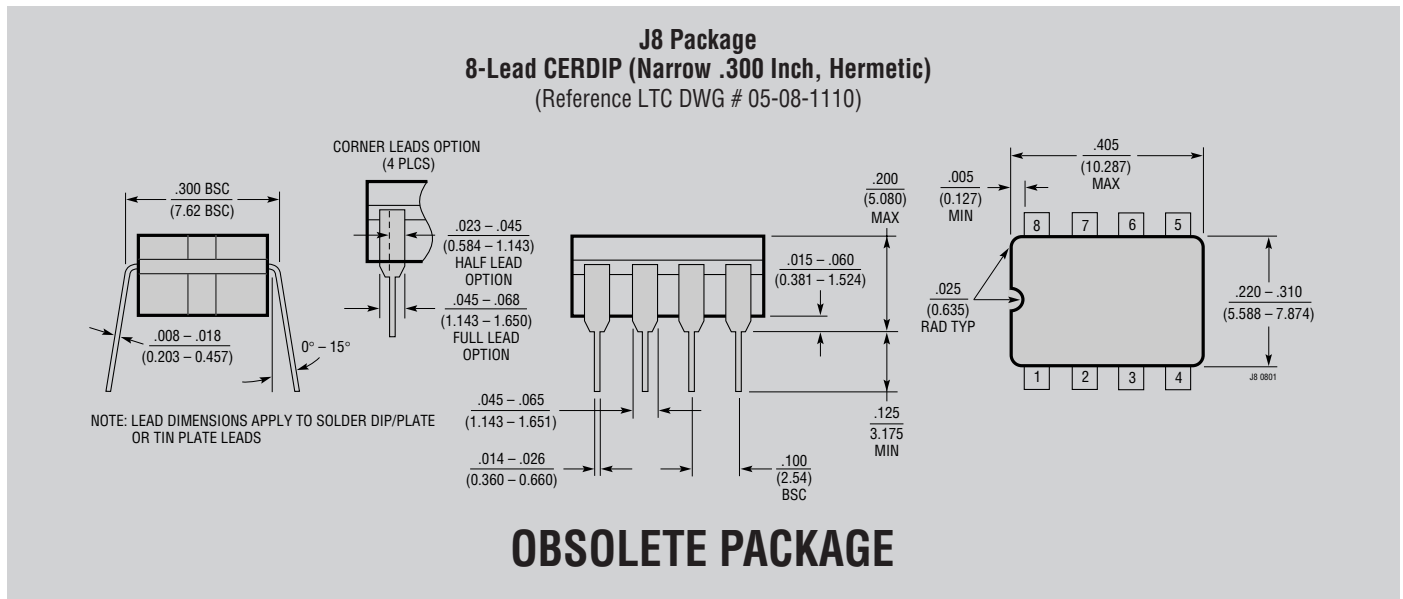 J8 Package
8-Lead CERDIP (Narrow .300 Inch, Hermetic)
(Reference LTC DWG # 05-08-1110)
CORNER LEADS OPTION
(4 PLCS)
.300 BSC
(7.62 BSC)
.008 – .018
(0.203 – 0.457)
0° – 15°
.023 – .045
(0.584 – 1.143)
HALF LEAD
OPTION
.045 – .068
(1.143 – 1.650)
FULL LEAD
OPTION
NOTE: LEAD DIMENSIONS APPLY TO SOLDER DIP/PLATE
OR TIN PLATE LEADS
.200
(5.080)
MAX
.015 – .060
(0.381 – 1.524)
.045 – .065
(1.143 – 1.651)
.014 – .026
(0.360 – 0.660)
.100
(2.54)
BSC
.125
3.175
MIN
.405
(10.287)
MAX
.005
(0.127)
MIN
8 7 6 5
.025
(0.635)
RAD TYP
.220 – .310
(5.588 – 7.874)
1 2 3 4
J8 0801
OBSOLETE PACKAGE